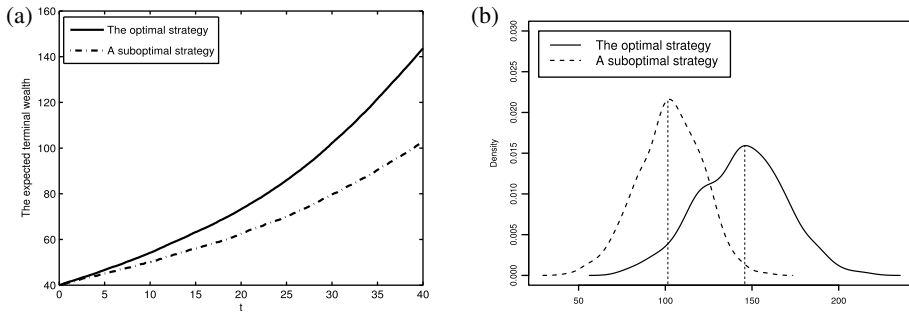 (a)
160
140
120
100
80
60
40
The expected terminal wealth
The optimal strategy
A suboptimal strategy
0 5 10 15 20 25 30 35 40
t
(b)
0.030
0.025
0.020
0.015
0.010
0.005
0.000
Density
The optimal strategy
A suboptimal strategy
50 100 150 200